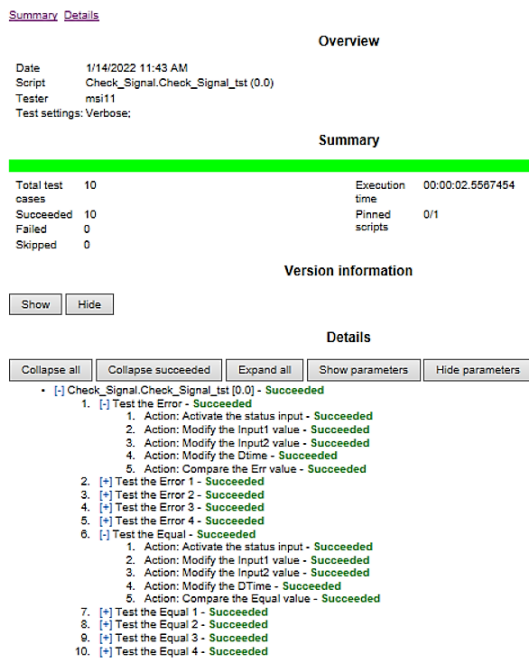 Summary Details
Overview
Date 1/14/2022 11:43 AM
Script Check_Signal.Check_Signal_tst (0.0)
Tester msi11
Test settings: Verbose;
Summary
Total test cases 10
Execution time 00:00:02.5567454
Succeeded 10
Pinned scripts 0/1
Failed 0
Skipped 0
Version information
Show Hide
Details
Collapse all Collapse succeeded Expand all Show parameters Hide parameters
• [-] Check_Signal.Check_Signal_tst [0.0] - Succeeded
1. [-] Test the Error - Succeeded
1. Action: Activate the status input - Succeeded
2. Action: Modify the Input1 value - Succeeded
3. Action: Modify the Input2 value - Succeeded
4. Action: Modify the Dtime - Succeeded
5. Action: Compare the Err value - Succeeded
2. [+] Test the Error 1 - Succeeded
3. [+] Test the Error 2 - Succeeded
4. [+] Test the Error 3 - Succeeded
5. [+] Test the Error 4 - Succeeded
6. [-] Test the Equal - Succeeded
1. Action: Activate the status input - Succeeded
2. Action: Modify the Input1 value - Succeeded
3. Action: Modify the Input2 value - Succeeded
4. Action: Modify the DTime - Succeeded
5. Action: Compare the Equal value - Succeeded
7. [+] Test the Equal 1 - Succeeded
8. [+] Test the Equal 2 - Succeeded
9. [+] Test the Equal 3 - Succeeded
10. [+] Test the Equal 4 - Succeeded